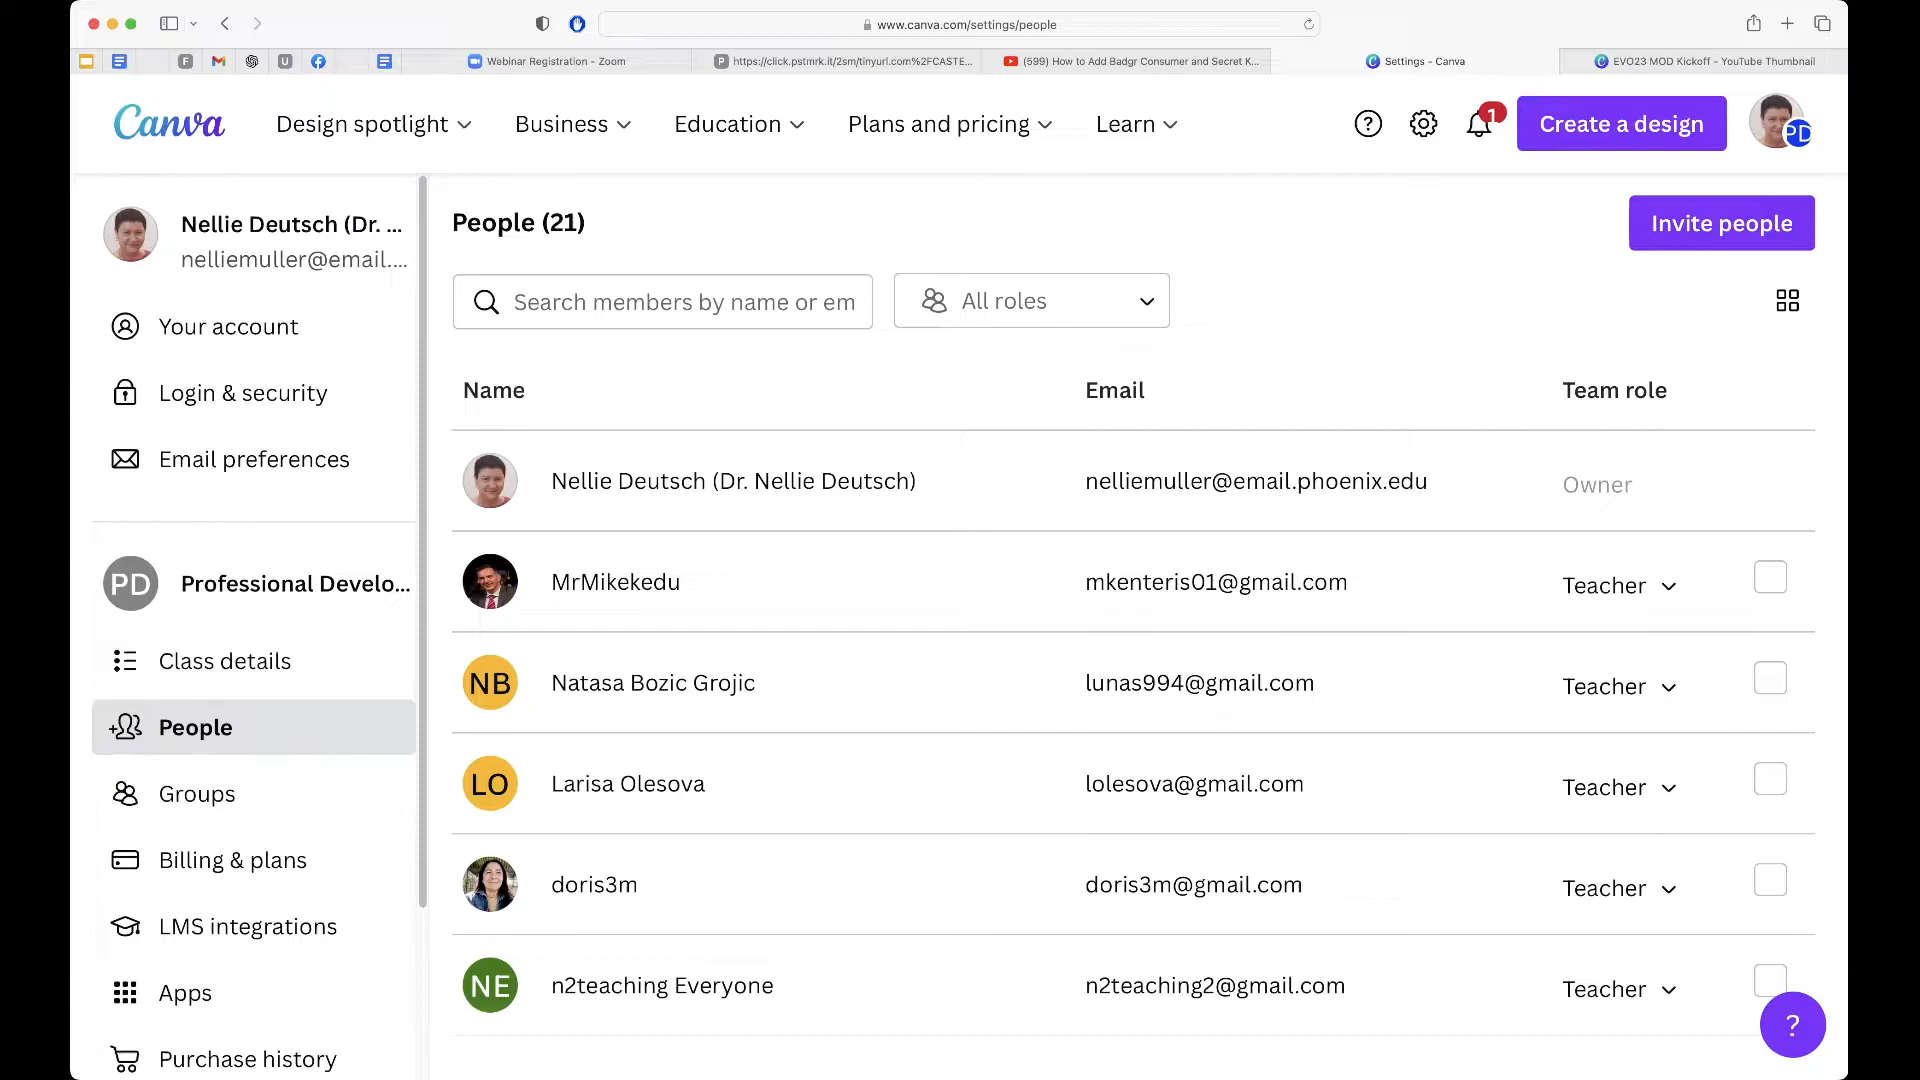 www.canva.com/settings/people
F
U
Webinar Registration - Zoom
P
https://click.pstmrk.it/2sm/tinyurl.com%2FCASTE...
(599) How to Add Badgr Consumer and Secret K...
Settings - Canva
EVO23 MOD Kickoff - YouTube Thumbnail
Canva
Design spotlight
Business
Education
Plans and pricing
Learn
?
1
Create a design
PD
Nellie Deutsch (Dr. ...
nelliemuller@email....
Your account
Login & security
Email preferences
PD
Professional Develo...
Class details
People
Groups
Billing & plans
LMS integrations
Apps
Purchase history
People (21)
Invite people
Search members by name or em
All roles
Name
Email
Team role
Nellie Deutsch (Dr. Nellie Deutsch)
nelliemuller@email.phoenix.edu
Owner
MrMikekedu
mkenteris01@gmail.com
Teacher
NB
Natasa Bozic Grojic
lunas994@gmail.com
Teacher
LO
Larisa Olesova
lolesova@gmail.com
Teacher
doris3m
doris3m@gmail.com
Teacher
NE
n2teaching Everyone
n2teaching2@gmail.com
Teacher
?